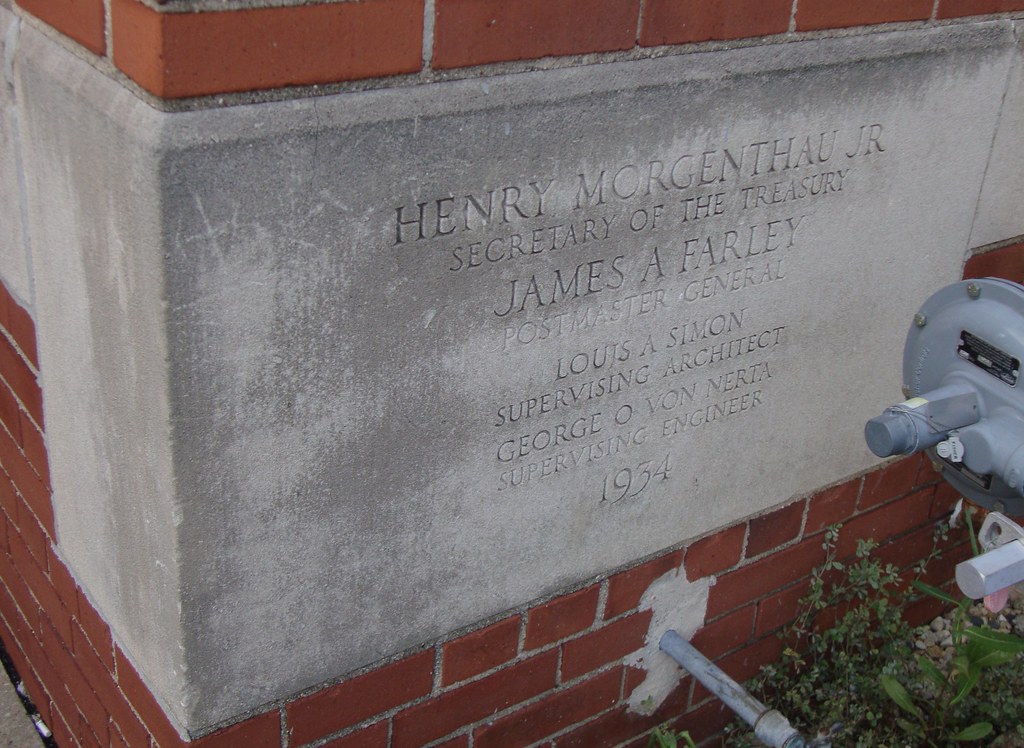 HENRY MORGENTHAU JR
SECRETARY OF THE TREASURY
JAMES A FARLEY
POSTMASTER GENERAL
LOUIS A SIMON
SUPERVISING ARCHITECT
GEORGE O VON NERTA
SUPERVISING ENGINEER
1934